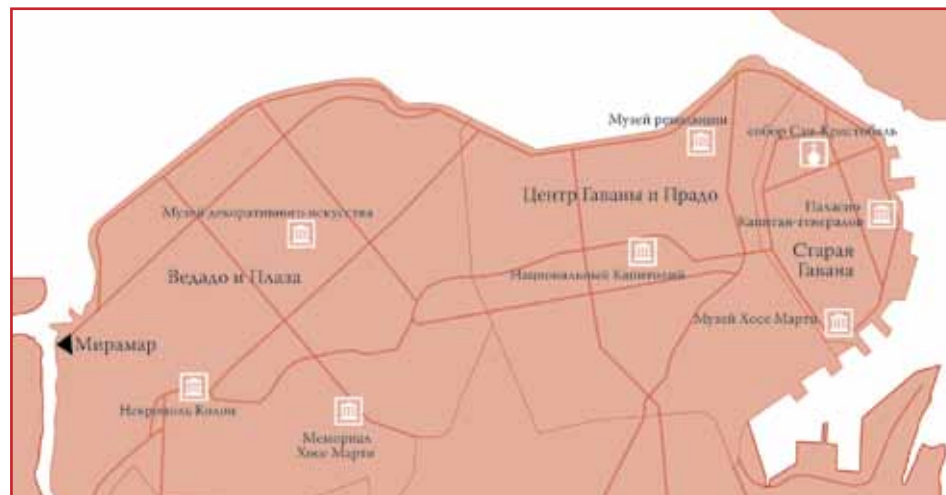 Музей революции
собор Сан-Кристобаль
Центр Гаваны и Прадо
Паласио
Капитан-генералов
Музей декоративного искусства
Ведадо и Плаза
Национальный Капитолий
Старая
Гавана
Музей Хосе Марти
Мирамар
Некрополь Колон
Мемориал
Хосе Марти